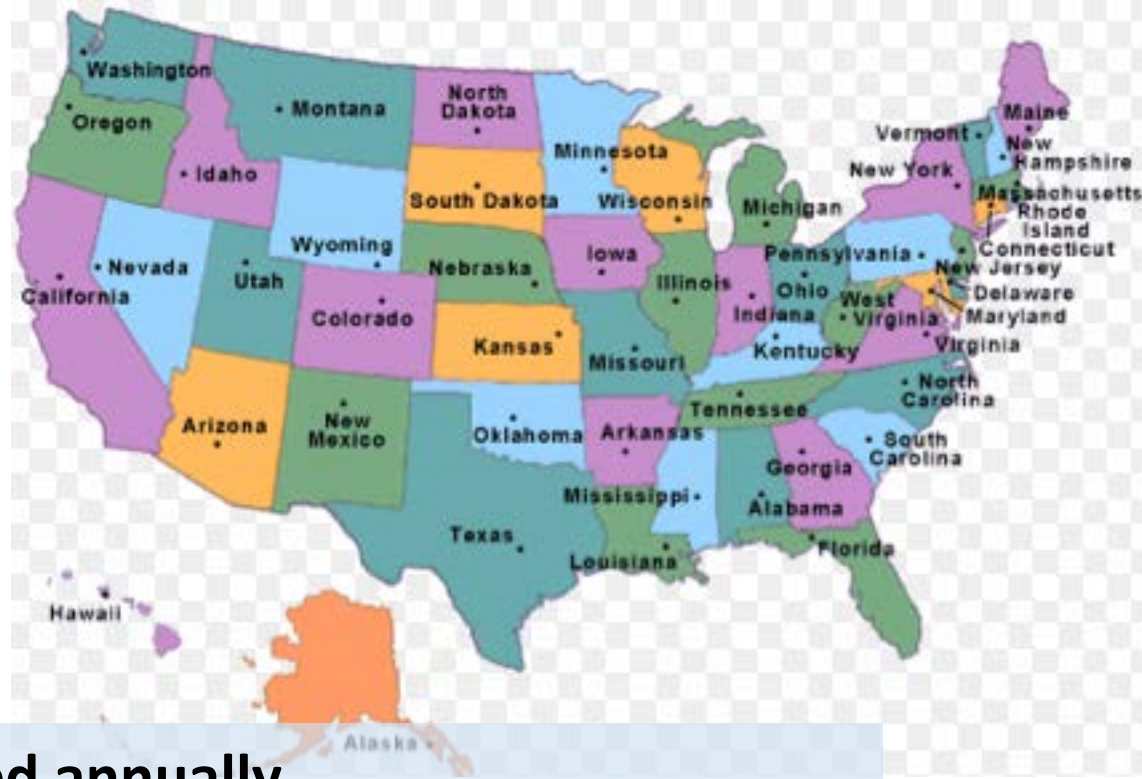 Washington
Montana
North
Dakota
Minnesota
Oregon
Idaho
South Dakota
Wisconsin
Michigan
Vermont
Maine
New
Hampshire
New York
Massachusetts
Rhode
Island
Connecticut
Wyoming
Nebraska
Iowa
Illinois
Indiana
Ohio
Pennsylvania
New Jersey
Delaware
Maryland
West
Virginia
Virginia
Nevada
Utah
California
Colorado
Kansas
Missouri
Kentucky
North
Carolina
Tennessee
South
Carolina
Arizona
New
Mexico
Oklahoma
Arkansas
Georgia
Mississippi
Alabama
Texas
Louisiana
Florida
Hawaii
Alaska
annually